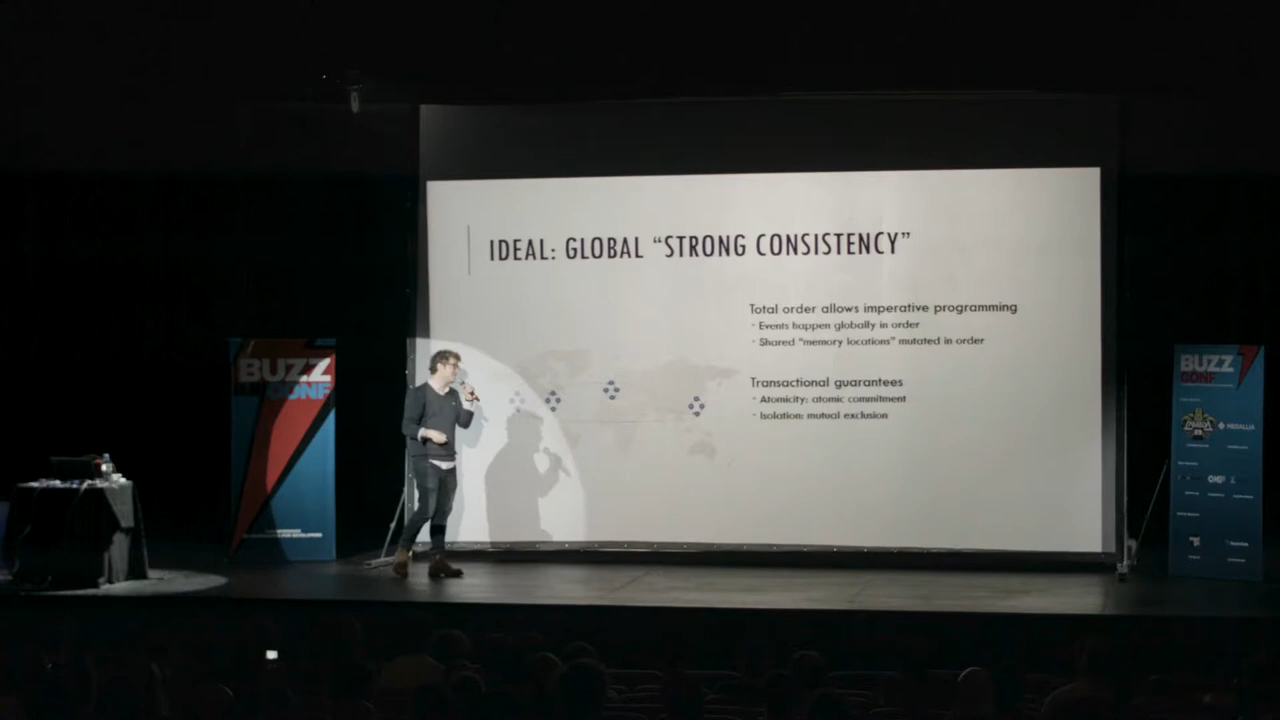 IDEAL: GLOBAL “STRONG CONSISTENCY”
Total order allows imperative programming
- Events happen globally in order
- Shared “memory locations” mutated in order
Transactional guarantees
- Atomicity: atomic commitment
- Isolation: mutual exclusion
BUZZ
CONF
BUZZ
CONF
MEDALLIA